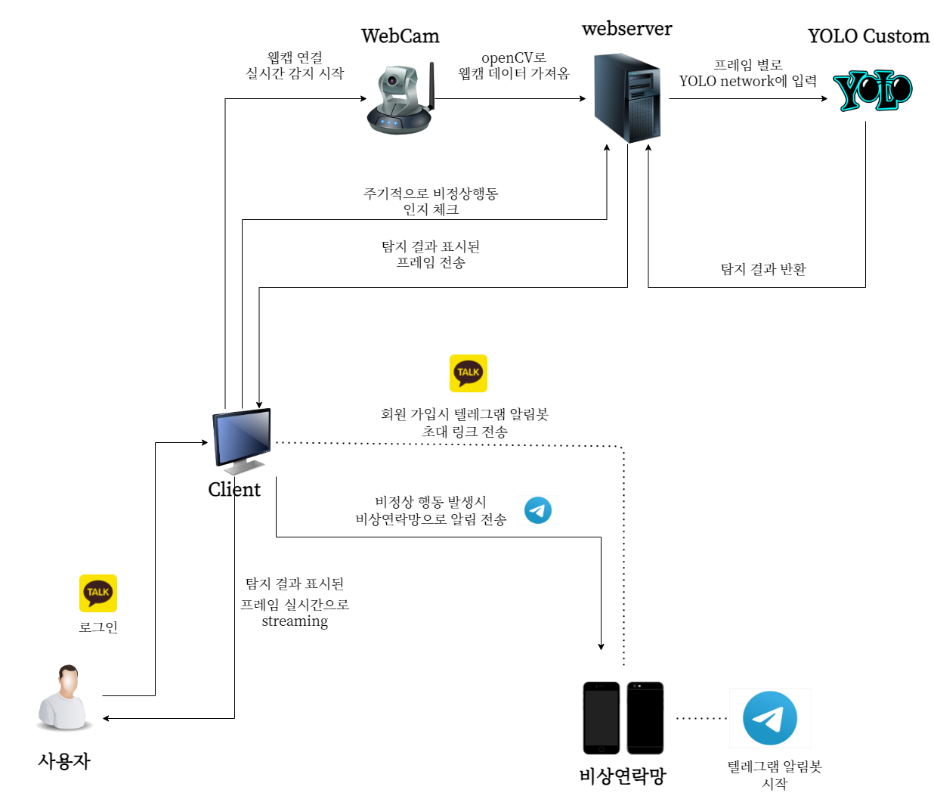 WebCam
webserver
YOLO Custom
웹캡 연결
실시간 감지 시작
openCV로
웹캡 데이터 가져옴
프레임 별로
YOLO network에 입력
YOLO
주기적으로 비정상행동
인지 체크
탐지 결과 표시된
프레임 전송
탐지 결과 반환
TALK
회원 가입시 텔레그램 알림봇
초대 링크 전송
Client
비정상 행동 발생시
비상연락망으로 알림 전송
TALK
로그인
탐지 결과 표시된
프레임 실시간으로
streaming
사용자
비상연락망
텔레그램 알림봇
시작